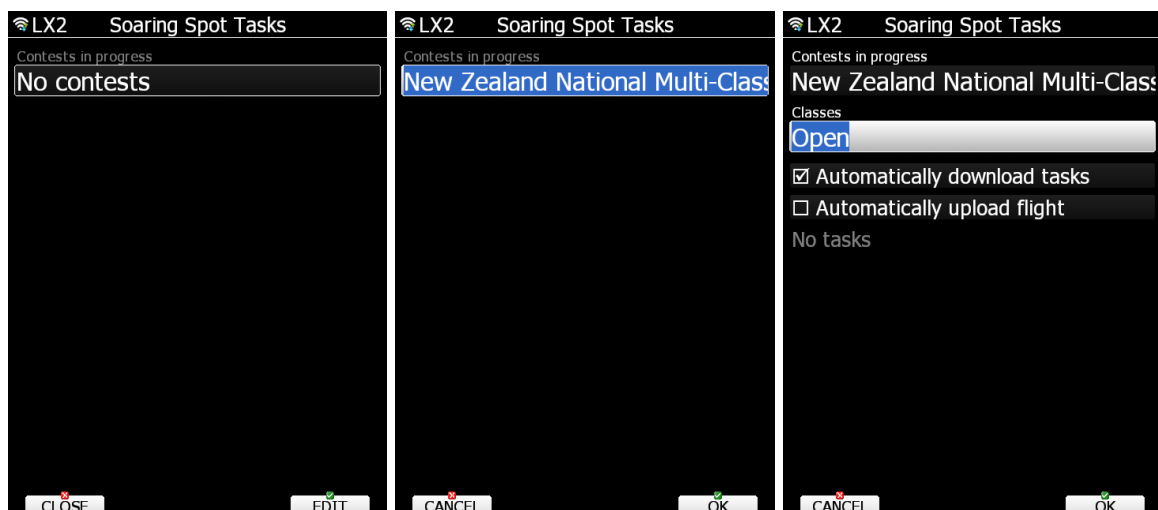 LX2 Soaring Spot Tasks
Contests in progress
No contests
CLOSE EDIT
LX2 Soaring Spot Tasks
Contests in progress
New Zealand National Multi-Class
CANCEL OK
LX2 Soaring Spot Tasks
Contests in progress
New Zealand National Multi-Class
Classes
Open
Automatically download tasks
Automatically upload flight
No tasks
CANCEL OK